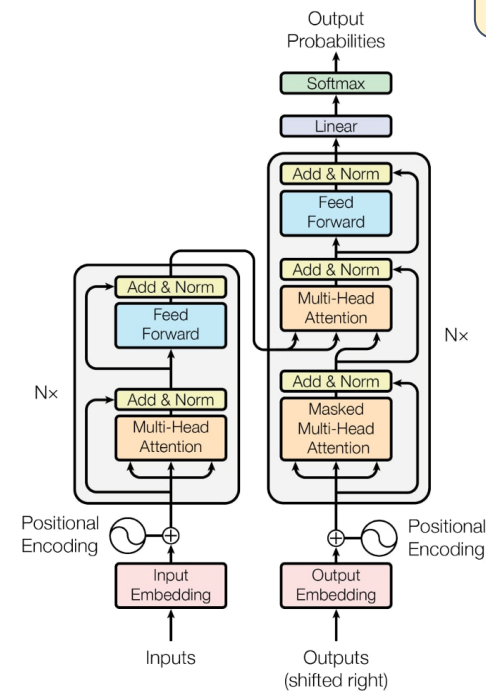 Output
Probabilities
Softmax
Linear
Add & Norm
Feed
Forward
Add & Norm
Multi-Head
Attention
Add & Norm
Masked
Multi-Head
Attention
Nx
Add & Norm
Feed
Forward
Add & Norm
Multi-Head
Attention
N×
Positional
Encoding
Positional
Encoding
Input
Embedding
Output
Embedding
Inputs
Outputs
(shifted right)